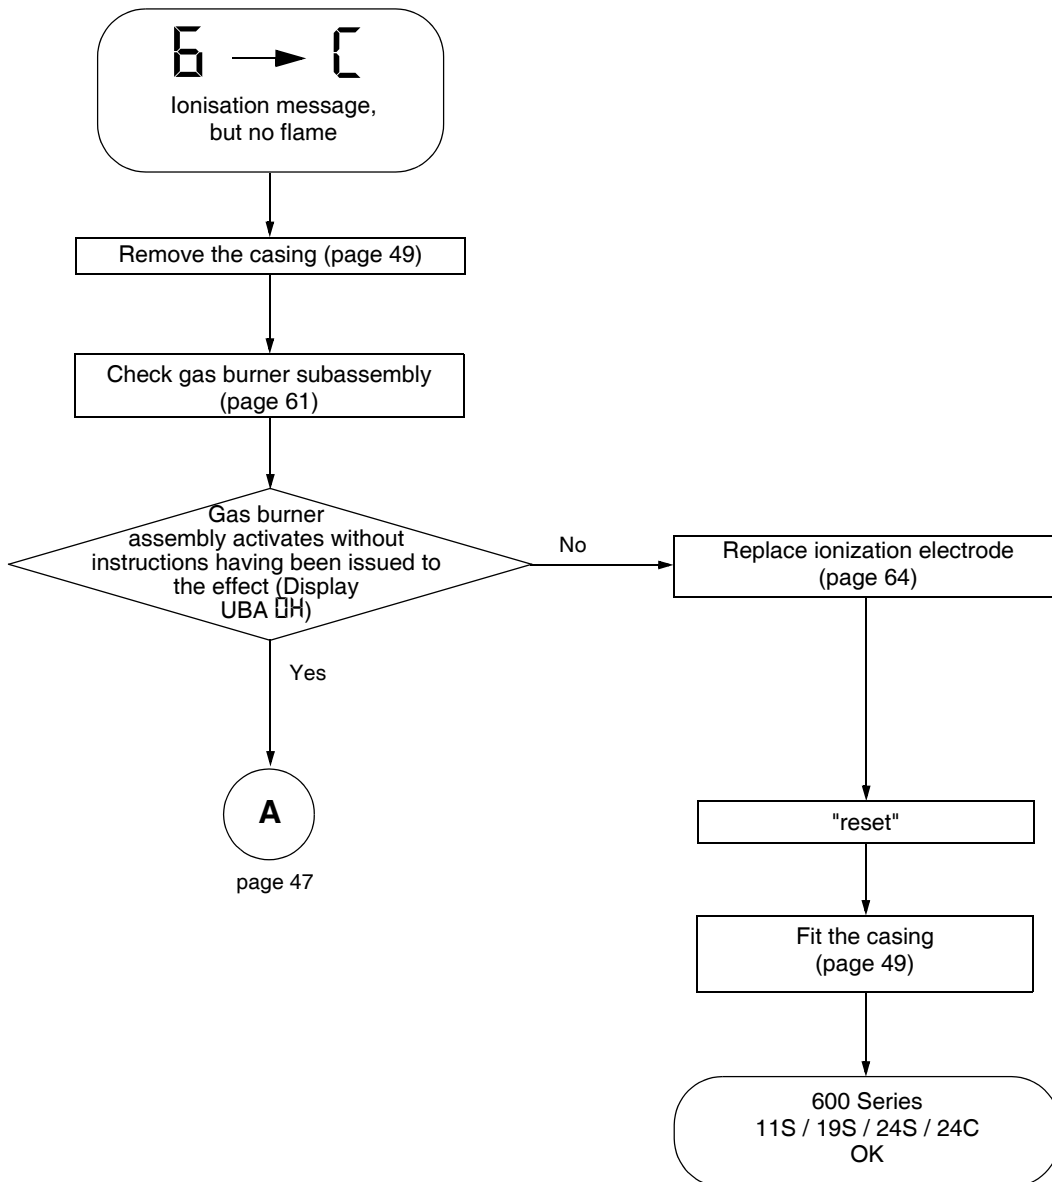 6 C
Ionisation message,
but no flame
Remove the casing (page 49)
Check gas burner subassembly
(page 61)
Gas burner
assembly activates without
instructions having been issued to
the effect (Display
UBA 0H)
No
Replace ionization electrode
(page 64)
Yes
A
page 47
"reset"
Fit the casing
(page 49)
600 Series
11S / 19S / 24S / 24C
OK